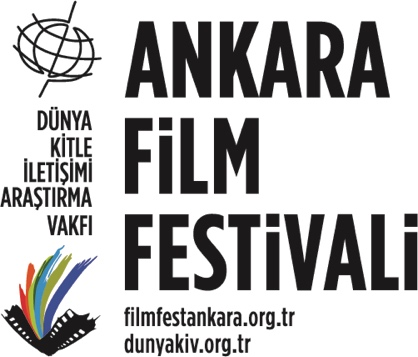 DÜNYA
KİTLE
İLETİŞİMİ
ARAŞTIRMA
VAKFI
ANKARA
FiLM
FESTiVALi
filmfestankara.org.tr
dunyakiv.org.tr